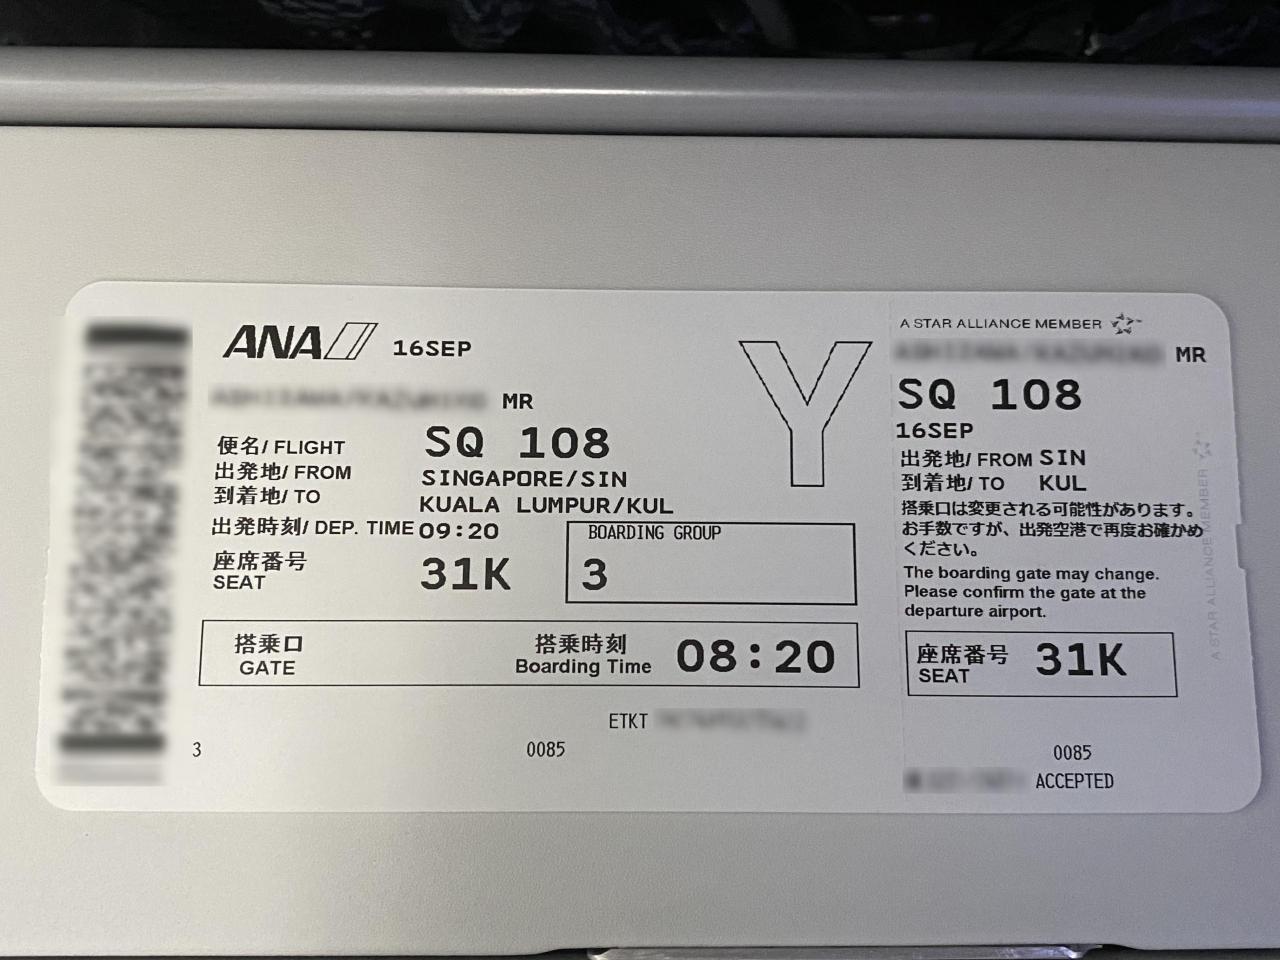 ANA 16SEP
MR
便名/ FLIGHT SQ 108
出発地/ FROM SINGAPORE/SIN
到着地/ TO KUALA LUMPUR/KUL
出発時刻/ DEP. TIME 09:20
座席番号
SEAT 31K
BOARDING GROUP
3
Y
搭乗口
GATE
搭乗時刻
Boarding Time 08:20
ETKT
3 0085
A STAR ALLIANCE MEMBER
MR
SQ 108
16SEP
出発地/ FROM SIN
到着地/ TO KUL
搭乗口は変更される可能性があります。
お手数ですが、出発空港で再度お確かめ
ください。
The boarding gate may change.
Please confirm the gate at the
departure airport.
座席番号
SEAT 31K
0085
ACCEPTED
A STAR ALLIANCE MEMBER